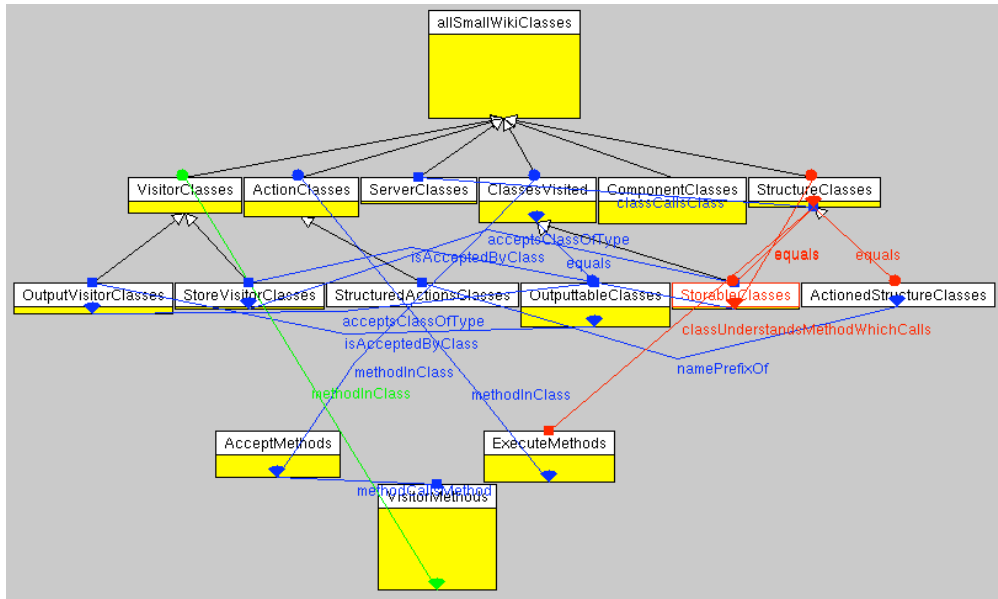 allSmallWikiClasses
VisitorClasses
ActionClasses
ServerClasses
ClassesVisited
ComponentClasses
StructureClasses
classCallsClass
acceptsClassOfType
isAcceptedByClass
equals
equals
equals
OutputVisitorClasses
StoreVisitorClasses
StructuredActionsClasses
OutputtableClasses
StorableClasses
ActionedStructureClasses
acceptsClassOfType
classUnderstandsMethodWhichCalls
isAcceptedByClass
namePrefixOf
methodInClass
methodInClass
methodInClass
AcceptMethods
ExecuteMethods
methodCallsMethod
VisitorMethods